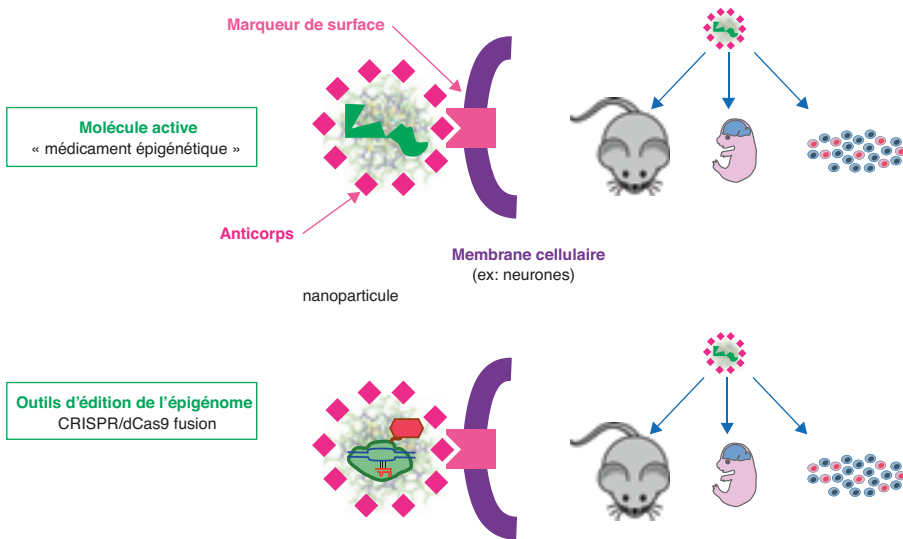 Marqueur de surface
Molécule active
« médicament épigénétique »
Anticorps
Membrane cellulaire
(ex: neurones)
nanoparticule
Outils d'édition de l'épigénome
CRISPR/dCas9 fusion